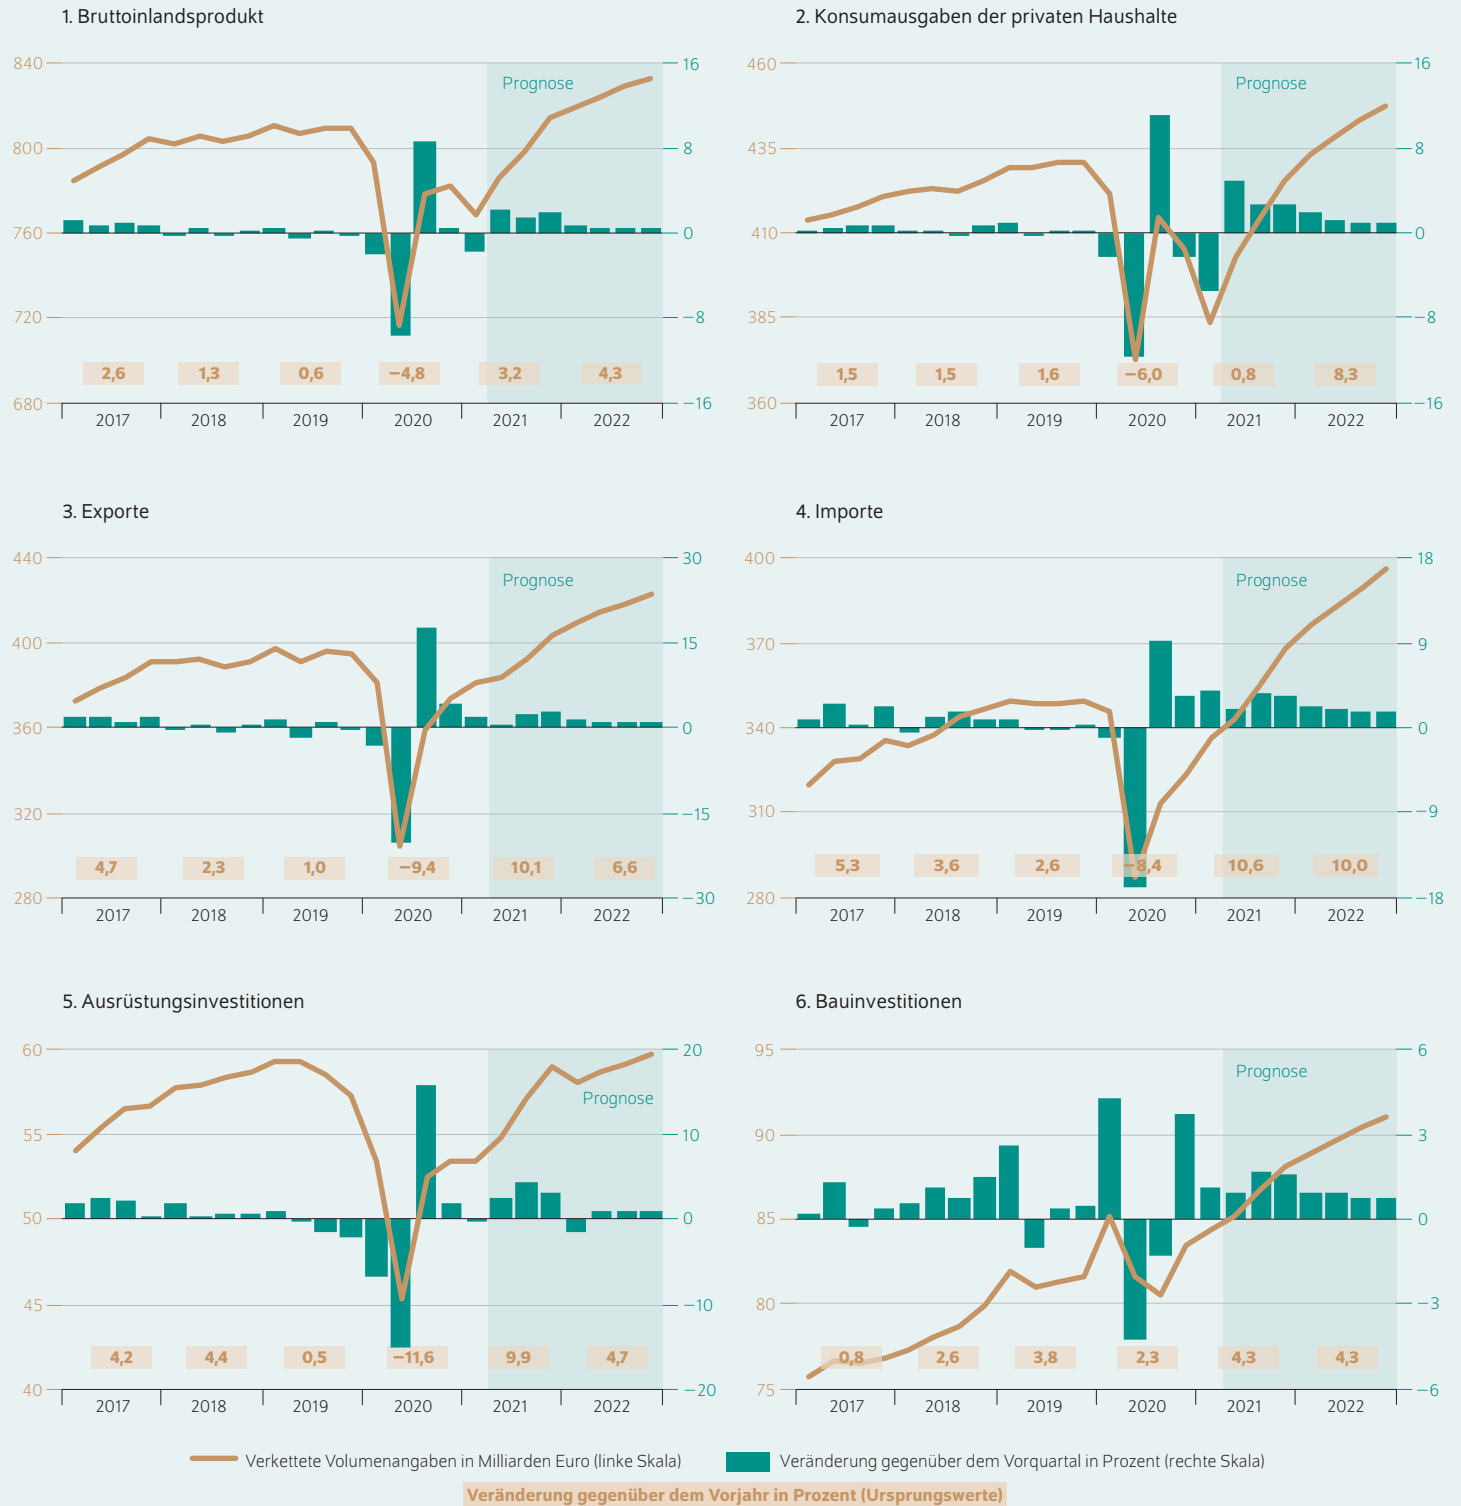 1. Bruttoinlandsprodukt
840 16
Prognose
800 8
760 0
720 −8
2,6 1,3 0,6 −4,8 3,2 4,3
680 −16
2017 2018 2019 2020 2021 2022
2. Konsumausgaben der privaten Haushalte
460 16
Prognose
435 8
410 0
385 −8
1,5 1,5 1,6 −6,0 0,8 8,3
360 −16
2017 2018 2019 2020 2021 2022
3. Exporte
440 30
Prognose
400 15
360 0
320 −15
4,7 2,3 1,0 −9,4 10,1 6,6
280 −30
2017 2018 2019 2020 2021 2022
4. Importe
400 18
Prognose
370 9
340 0
310 −9
5,3 3,6 2,6 −8,4 10,6 10,0
280 −18
2017 2018 2019 2020 2021 2022
5. Ausrüstungsinvestitionen
60 20
Prognose
55 10
50 0
45 −10
4,2 4,4 0,5 −11,6 9,9 4,7
40 −20
2017 2018 2019 2020 2021 2022
6. Bauinvestitionen
95 6
Prognose
90 3
85 0
80 −3
0,8 2,6 3,8 2,3 4,3 4,3
75 −6
2017 2018 2019 2020 2021 2022
Verkettete Volumenangaben in Milliarden Euro (linke Skala) Veränderung gegenüber dem Vorquartal in Prozent (rechte Skala)
Veränderung gegenüber dem Vorjahr in Prozent (Ursprungswerte)